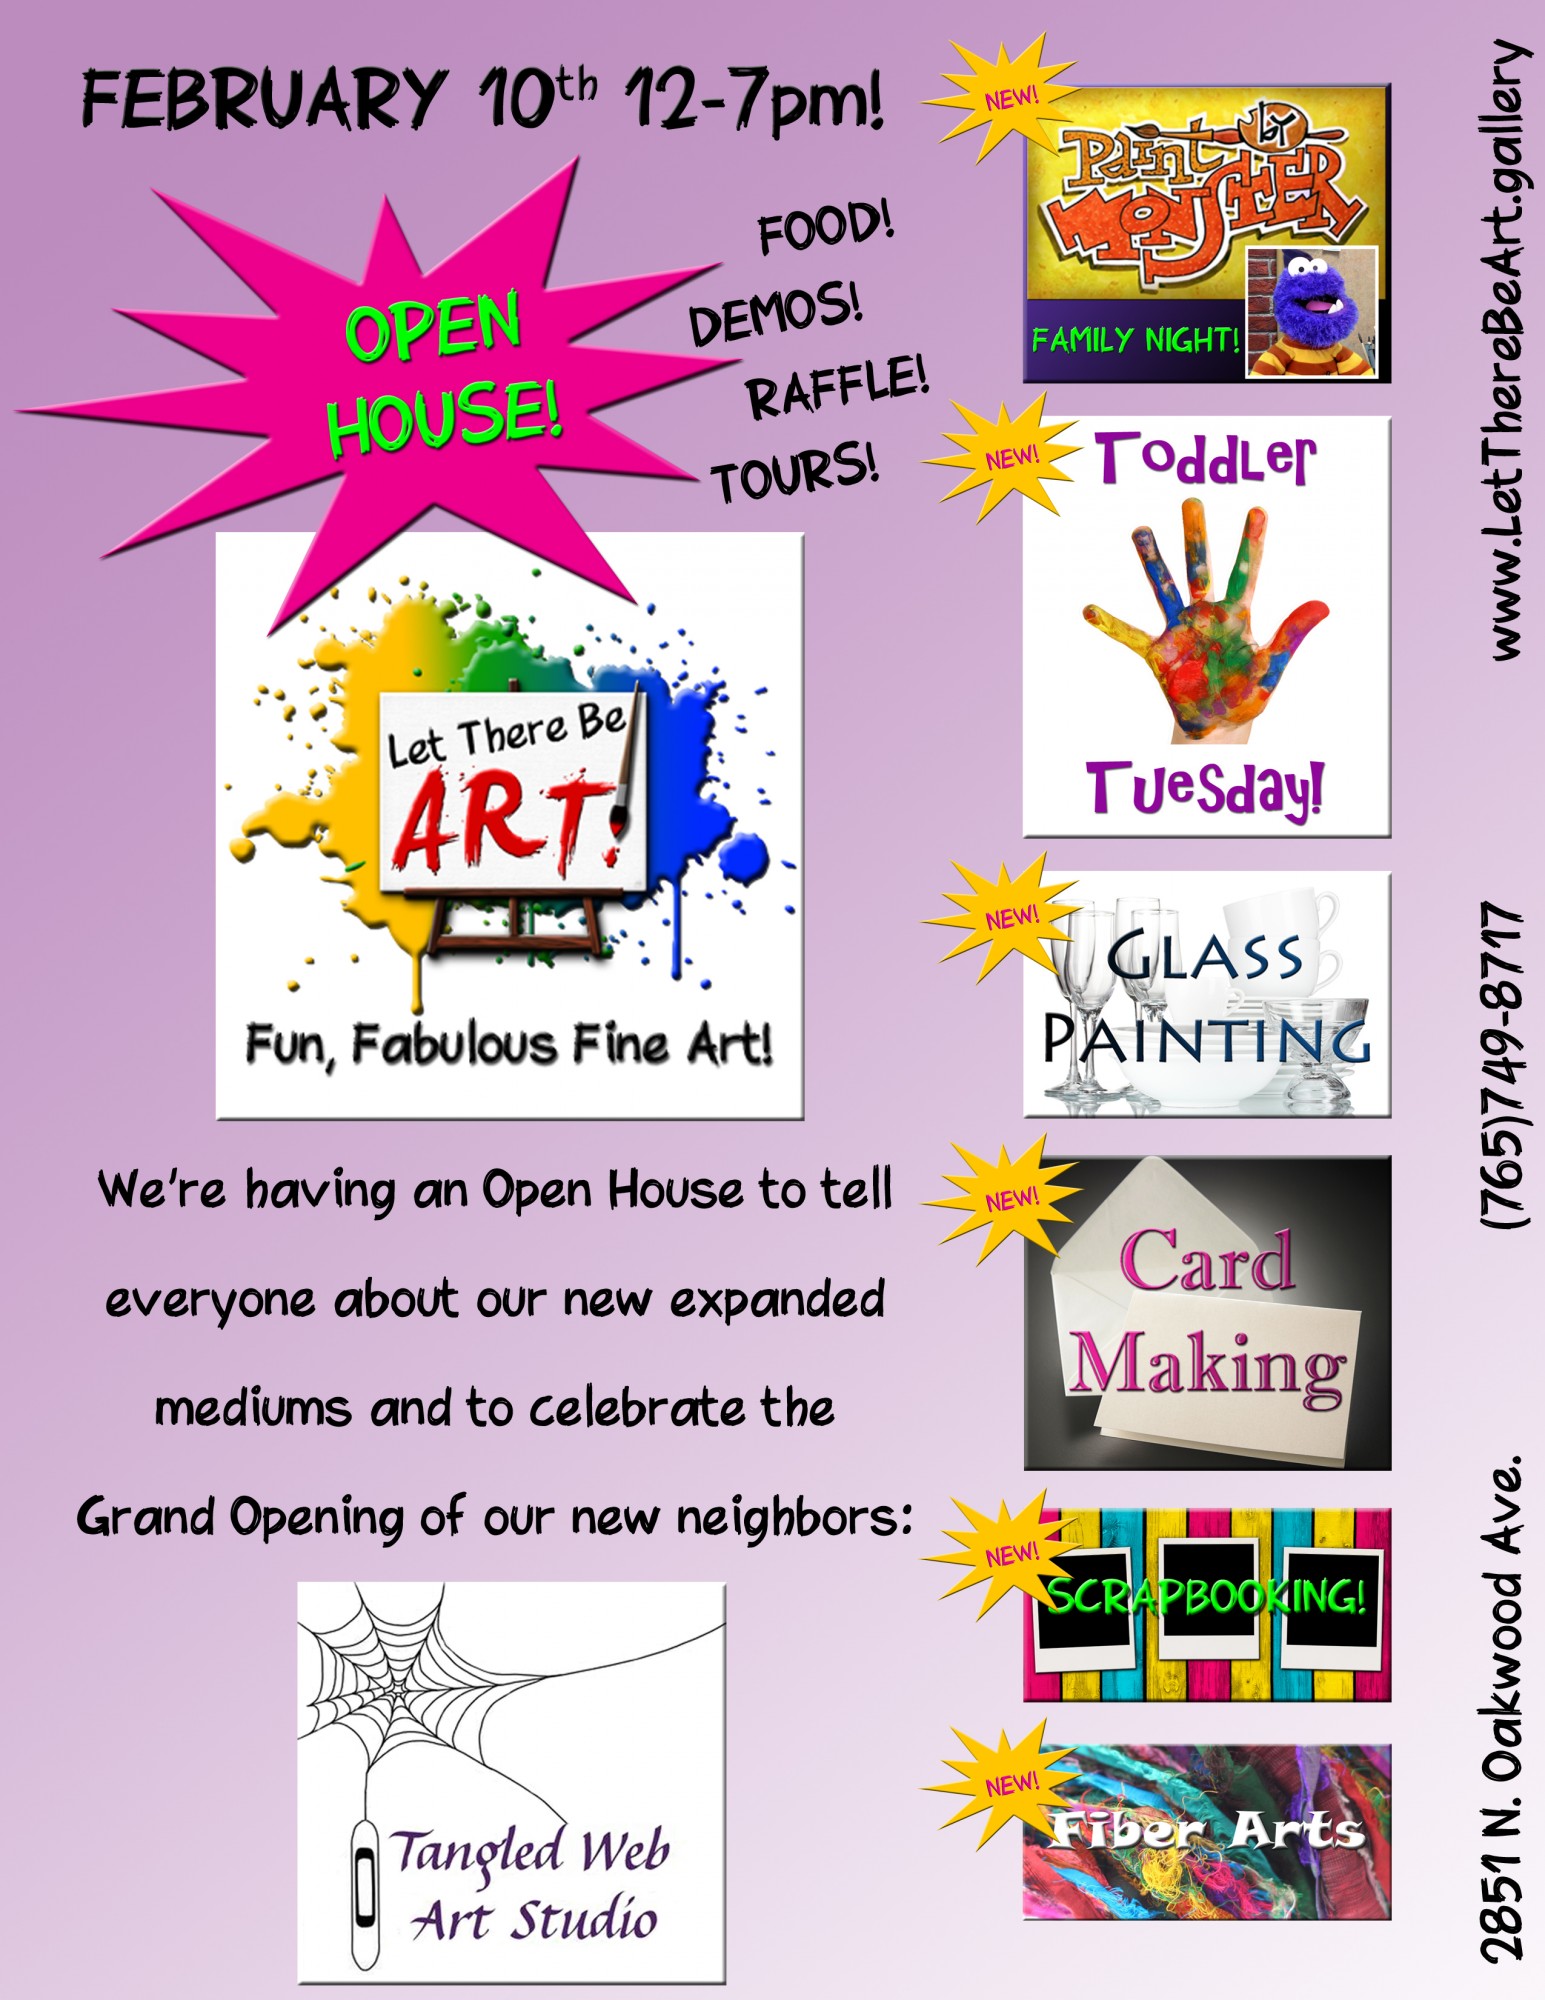 FEBRUARY 10th 12-7pm!
OPEN
HOUSE!
FOOD!
DEMOS!
RAFFLE!
TOURS!
Let There Be
ART!
Fun, Fabulous Fine Art!
We're having an Open House to tell
everyone about our new expanded
mediums and to celebrate the
Grand Opening of our new neighbors:
Tangled Web
Art Studio
NEW!
Paint by
MONSTER
FAMILY NIGHT!
NEW!
Toddler
Tuesday!
NEW!
GLASS
PAINTING
NEW!
Card
Making
NEW!
SCRAPBOOKING!
NEW!
Fiber Arts
www.LetThereBeArt.gallery
(765)749-8717
2851 N. Oakwood Ave.